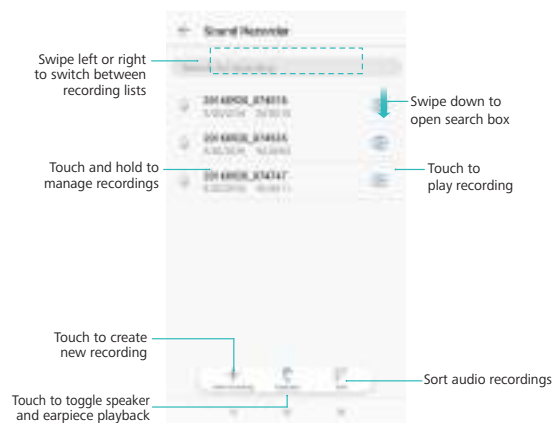 Sound Recorder
Swipe left or right
to switch between
recording lists
Swipe down to
open search box
Touch and hold to
manage recordings
Touch to
play recording
Touch to create
new recording
Sort audio recordings
Touch to toggle speaker
and earpiece playback